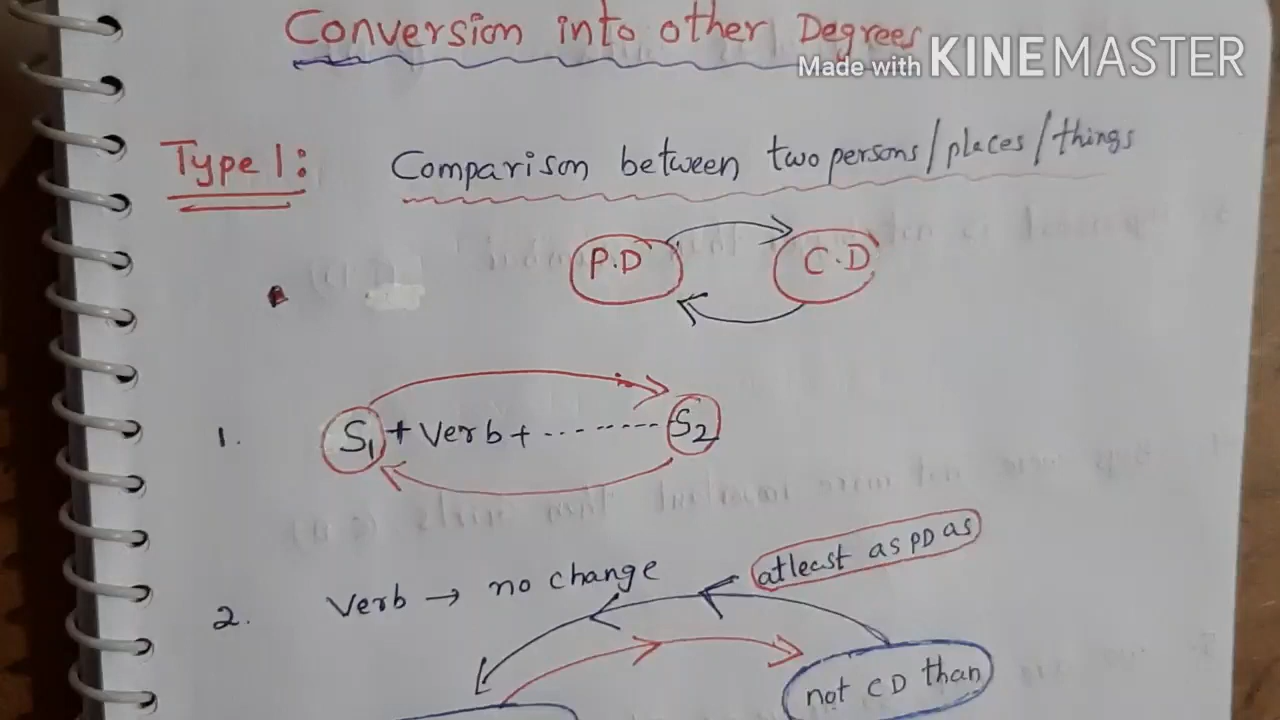 Conversion into other Degrees
Made with KINEMASTER
Type 1: Comparison between two persons/places/things
P.D C.D
1. S1 + Verb + -------- S2
2. Verb → no change
atleast as PD as
not CD than